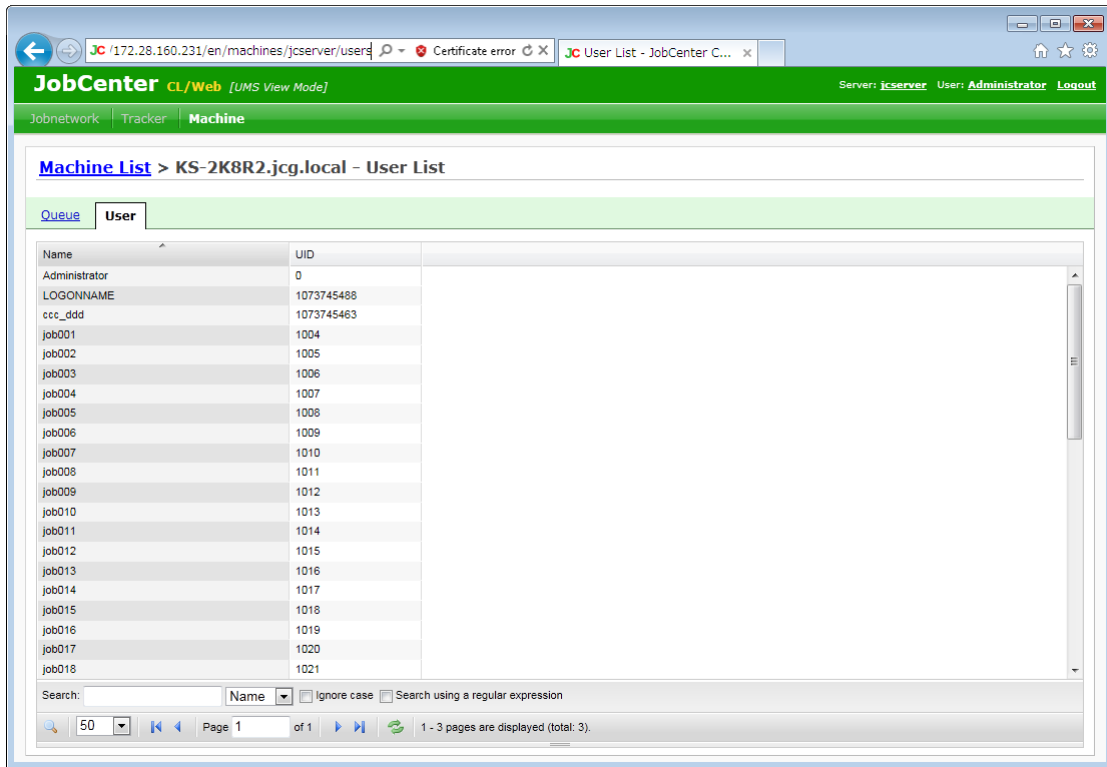 JC /172.28.160.231/en/machines/jcserver/users Certificate error JC User List - JobCenter C...
JobCenter CL/Web [UMS View Mode] Server: jcserver User: Administrator Logout
Jobnetwork Tracker Machine
Machine List > KS-2K8R2.jcg.local - User List
Queue User
Name UID
Administrator 0
LOGONNAME 1073745488
ccc_ddd 1073745463
job001 1004
job002 1005
job003 1006
job004 1007
job005 1008
job006 1009
job007 1010
job008 1011
job009 1012
job010 1013
job011 1014
job012 1015
job013 1016
job014 1017
job015 1018
job016 1019
job017 1020
job018 1021
Search: Name Ignore case Search using a regular expression
50 Page 1 of 1 1 - 3 pages are displayed (total: 3).